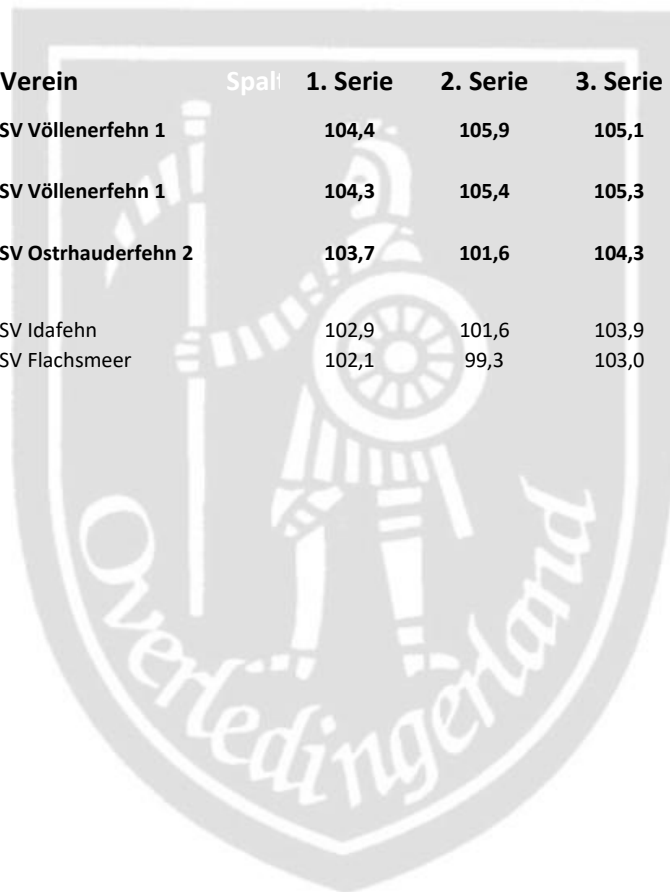 Verein Spalt 1. Serie 2. Serie 3. Serie
SV Völlenerfehn 1 104,4 105,9 105,1
SV Völlenerfehn 1 104,3 105,4 105,3
SV Ostrhauderfehn 2 103,7 101,6 104,3
SV Idafehn 102,9 101,6 103,9
SV Flachsmeer 102,1 99,3 103,0
Overledingerland